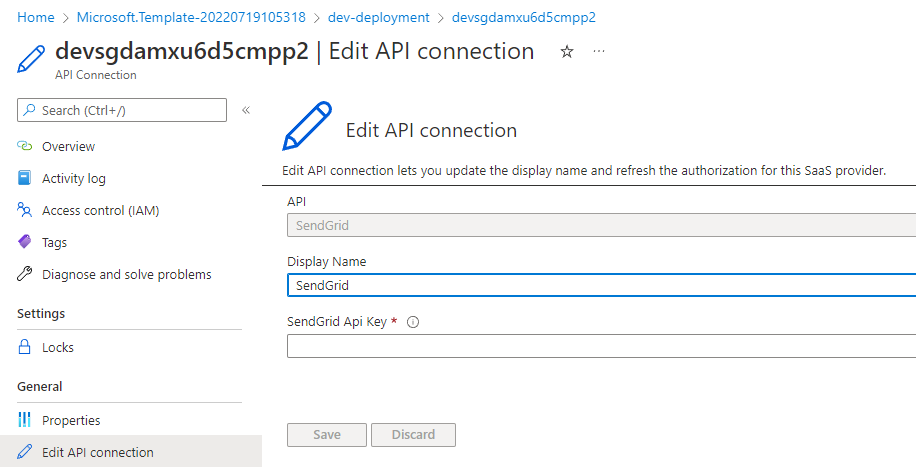 Home > Microsoft.Template-20220719105318 > dev-deployment > devsgdamxu6d5cmpp2
devsgdamxu6d5cmpp2 | Edit API connection
API Connection
Search (Ctrl+/)
Overview
Activity log
Access control (IAM)
Tags
Diagnose and solve problems
Settings
Locks
General
Properties
Edit API connection
Edit API connection
Edit API connection lets you update the display name and refresh the authorization for this SaaS provider.
API
SendGrid
Display Name
SendGrid
SendGrid Api Key *
Save Discard